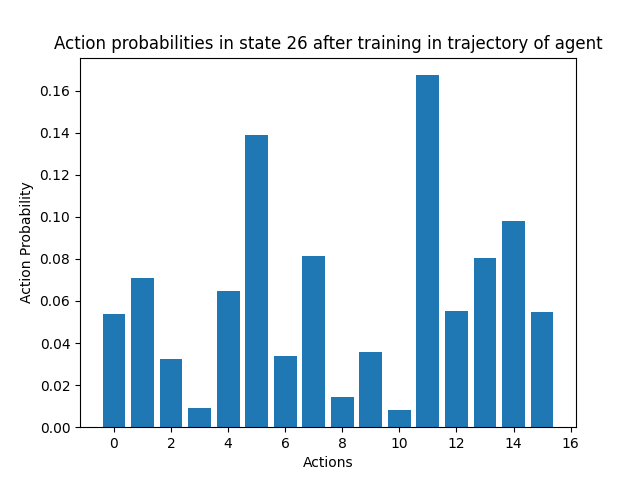 Action probabilities in state 26 after training in trajectory of agent
0.16
0.14
0.12
0.10
0.08
0.06
0.04
0.02
0.00
Action Probability
0 2 4 6 8 10 12 14 16
Actions